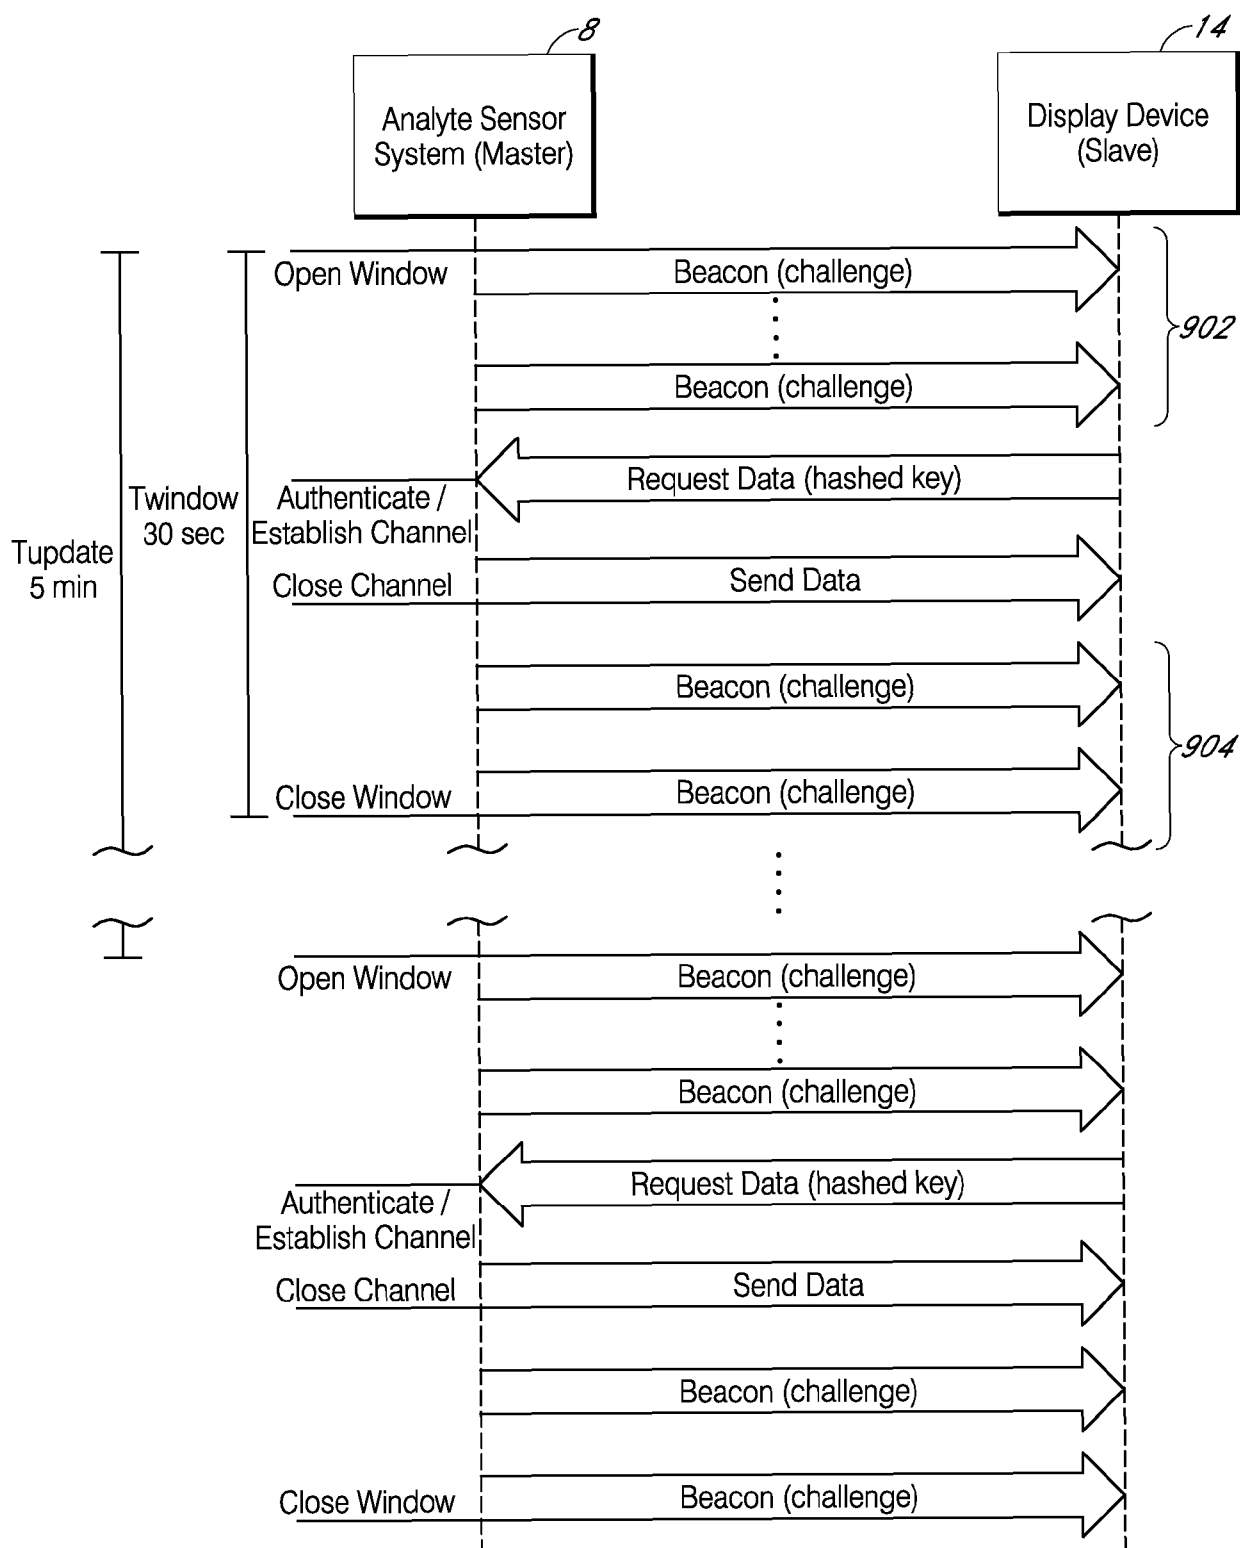 8
14
Analyte Sensor
System (Master)
Display Device
(Slave)
Open Window
Beacon (challenge)
902
Beacon (challenge)
Request Data (hashed key)
Authenticate /
Establish Channel
Twindow
30 sec
Tupdate
5 min
Close Channel
Send Data
Beacon (challenge)
904
Close Window
Beacon (challenge)
Open Window
Beacon (challenge)
Beacon (challenge)
Request Data (hashed key)
Authenticate /
Establish Channel
Close Channel
Send Data
Beacon (challenge)
Close Window
Beacon (challenge)